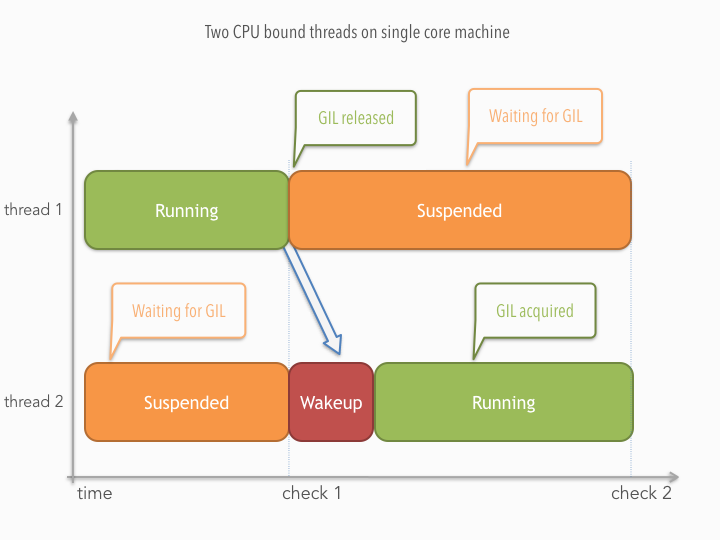 Two CPU bound threads on single core machine
GIL released
Waiting for GIL
thread 1
Running
Suspended
Waiting for GIL
GIL acquired
thread 2
Suspended
Wakeup
Running
time
check 1
check 2